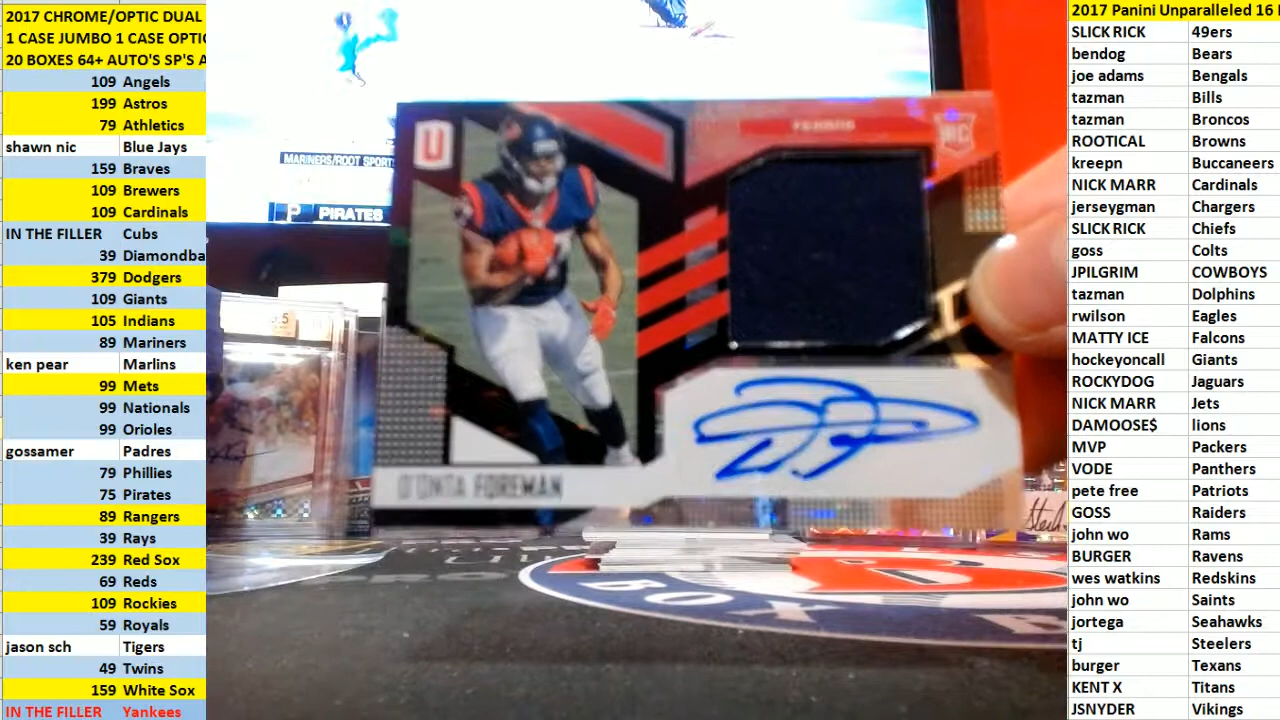 2017 CHROME/OPTIC DUAL
1 CASE JUMBO 1 CASE
20 BOXES 64+ AUTO'S SP'S
109 Angels
199 Astros
79 Athletics
shawn nic Blue Jays
159 Braves
109 Brewers
109 Cardinals
IN THE FILLER Cubs
39 Diamondba
379 Dodgers
109 Giants
105 Indians
89 Mariners
ken pear Marlins
99 Mets
99 Nationals
99 Orioles
gossamer Padres
79 Phillies
75 Pirates
89 Rangers
39 Rays
239 Red Sox
69 Reds
109 Rockies
59 Royals
jason sch Tigers
49 Twins
159 White Sox
IN THE FILLER Yankees
MARINERS/ROOT SPORT
P PIRATES
U
TEXANS
RC
D'ONTA FOREMAN
BOX B
2017 Panini Unparalleled 16
SLICK RICK 49ers
bendog Bears
joe adams Bengals
tazman Bills
tazman Broncos
ROOTICAL Browns
kreepn Buccaneers
NICK MARR Cardinals
jerseygman Chargers
SLICK RICK Chiefs
goss Colts
JPILGRIM COWBOYS
tazman Dolphins
rwilson Eagles
MATTY ICE Falcons
hockeyoncall Giants
ROCKYDOG Jaguars
NICK MARR Jets
DAMOOSE$ lions
MVP Packers
VODE Panthers
pete free Patriots
GOSS Raiders
john wo Rams
BURGER Ravens
wes watkins Redskins
john wo Saints
jortega Seahawks
tj Steelers
burger Texans
KENT X Titans
JSNYDER Vikings